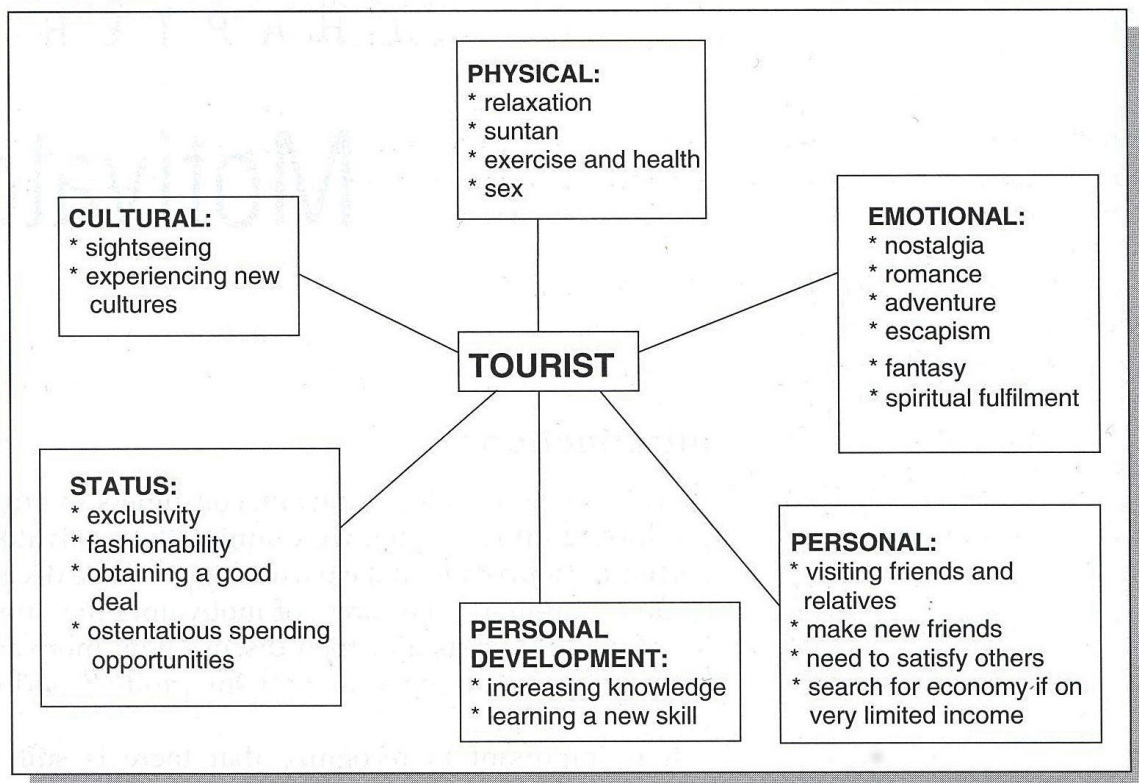 PHYSICAL:
* relaxation
* suntan
* exercise and health
* sex
CULTURAL:
* sightseeing
* experiencing new
cultures
EMOTIONAL:
* nostalgia
* romance
* adventure
* escapism
* fantasy
* spiritual fulfilment
TOURIST
STATUS:
* exclusivity
* fashionability
* obtaining a good
deal
* ostentatious spending
opportunities
PERSONAL
DEVELOPMENT:
* increasing knowledge
* learning a new skill
PERSONAL:
* visiting friends and
relatives
* make new friends
* need to satisfy others
* search for economy if on
very limited income